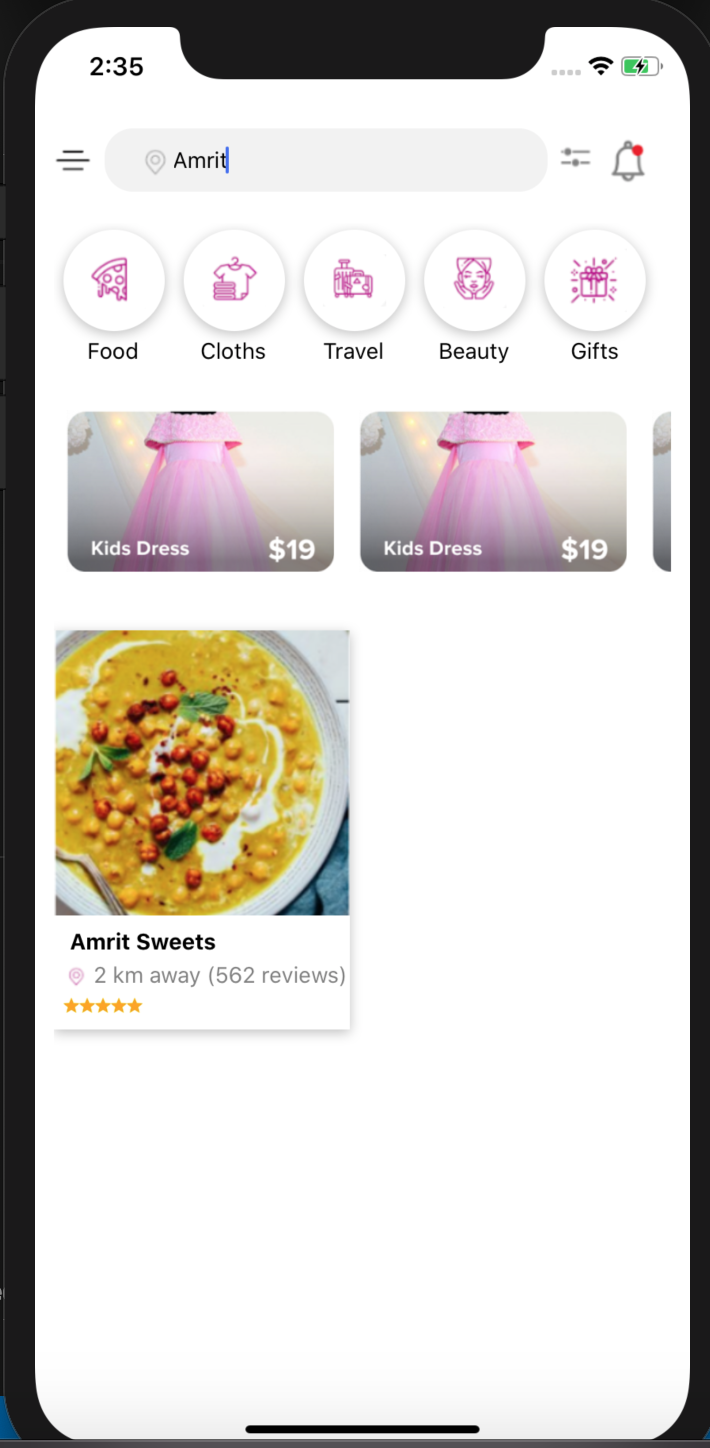 2:35
Amrit
Food Cloths Travel Beauty Gifts
Kids Dress $19 Kids Dress $19
Amrit Sweets
2 km away (562 reviews)